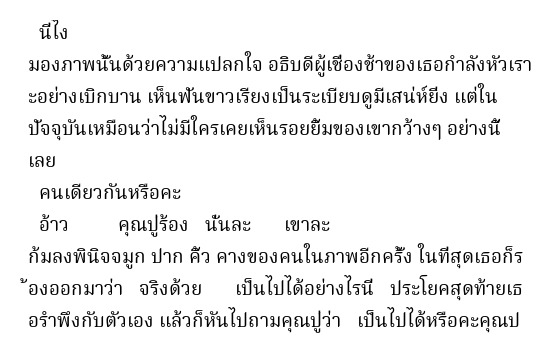 นี่ไง
มองภาพนั้นด้วยความแปลกใจ อธิบดีผู้เชื่องช้าของเธอกำลังหัวเรา
ะอย่างเบิกบาน เห็นฟันขาวเรียงเป็นระเบียบดูมีเสน่ห์ยิ่ง แต่ใน
ปัจจุบันเหมือนว่าไม่มีใครเคยเห็นรอยยิ้มของเขากว้างๆ อย่างนี้
เลย
คนเดียวกันหรือคะ
อ้าว คุณปูร้อง นั่นละ เขาละ
ก้มลงพินิจจมูก ปาก คิ้ว คางของคนในภาพอีกครั้ง ในที่สุดเธอก็ร
้องออกมาว่า จริงด้วย เป็นไปได้อย่างไรนี่ ประโยคสุดท้ายเธ
อรำพึงกับตัวเอง แล้วก็หันไปถามคุณปูว่า เป็นไปได้หรือคะคุณป